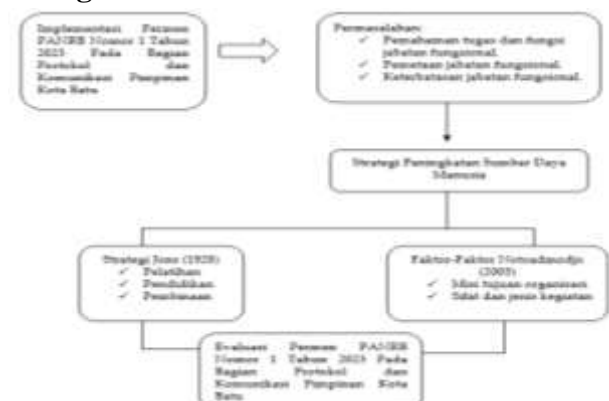 Implementasi Permen
PANRB Nomor 1 Tahun
2023 Pada Bagian
Protokol dan
Komunikasi Pimpinan
Kota Batu
Permasalahan:
✓ Pemahaman tugas dan fungsi
jabatan fungsional.
✓ Pemetaan jabatan fungsional.
✓ Keterbatasan jabatan fungsional.
Strategi Peningkatan Sumber Daya
Manusia
Strategi Jons (1928)
✓ Pelatihan
✓ Pendidikan
✓ Pembinaan
Faktor-Faktor Notoadmodjo
(2003)
✓ Misi tujuan organisasi
✓ Sifat dan jenis kegiatan
Evaluasi Permen PANRB
Nomor 1 Tahun 2023 Pada
Bagian Protokol dan
Komunikasi Pimpinan Kota
Batu